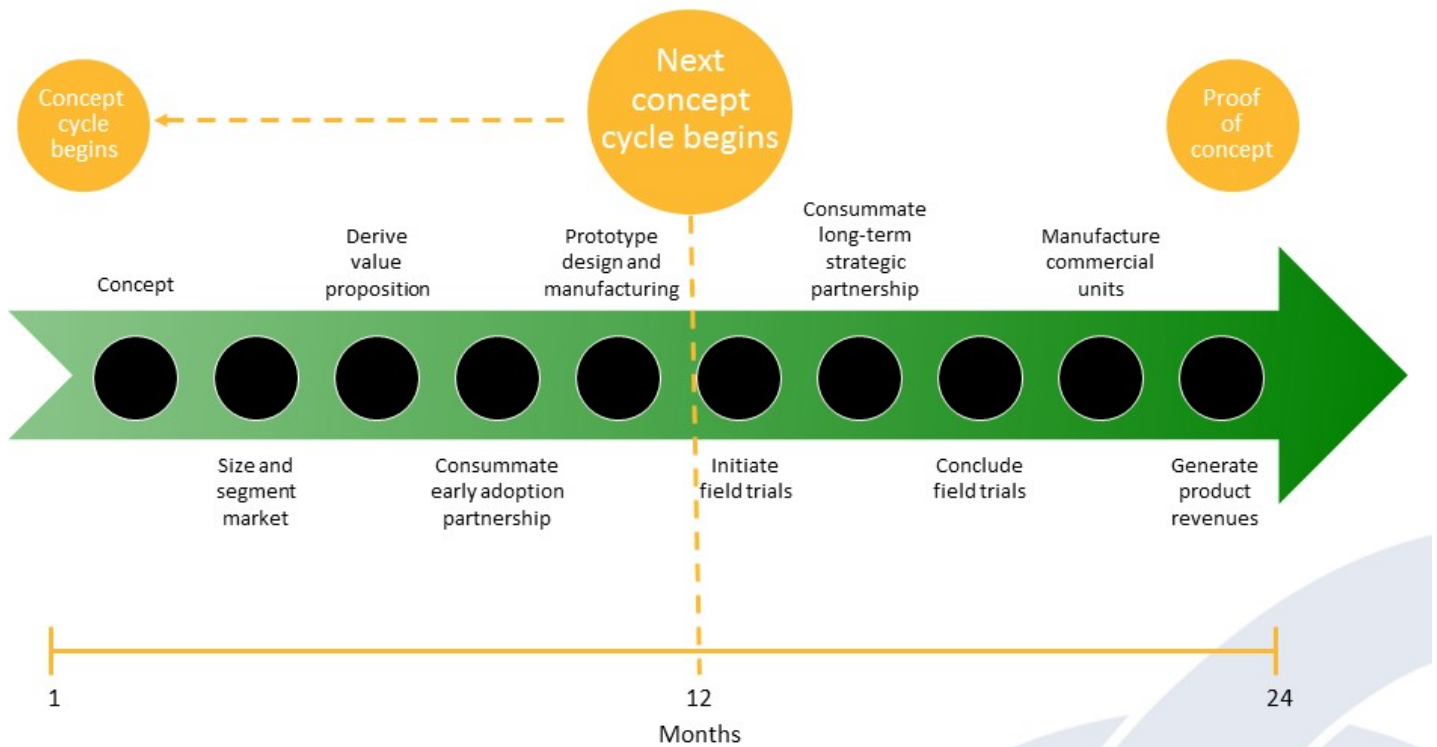 Concept
cycle
begins
Next
concept
cycle begins
Proof
of
concept
Concept
Derive
value
proposition
Prototype
design and
manufacturing
Consummate
long-term
strategic
partnership
Manufacture
commercial
units
Size and
segment
market
Consummate
early adoption
partnership
Initiate
field trials
Conclude
field trials
Generate
product
revenues
1
12
24
Months